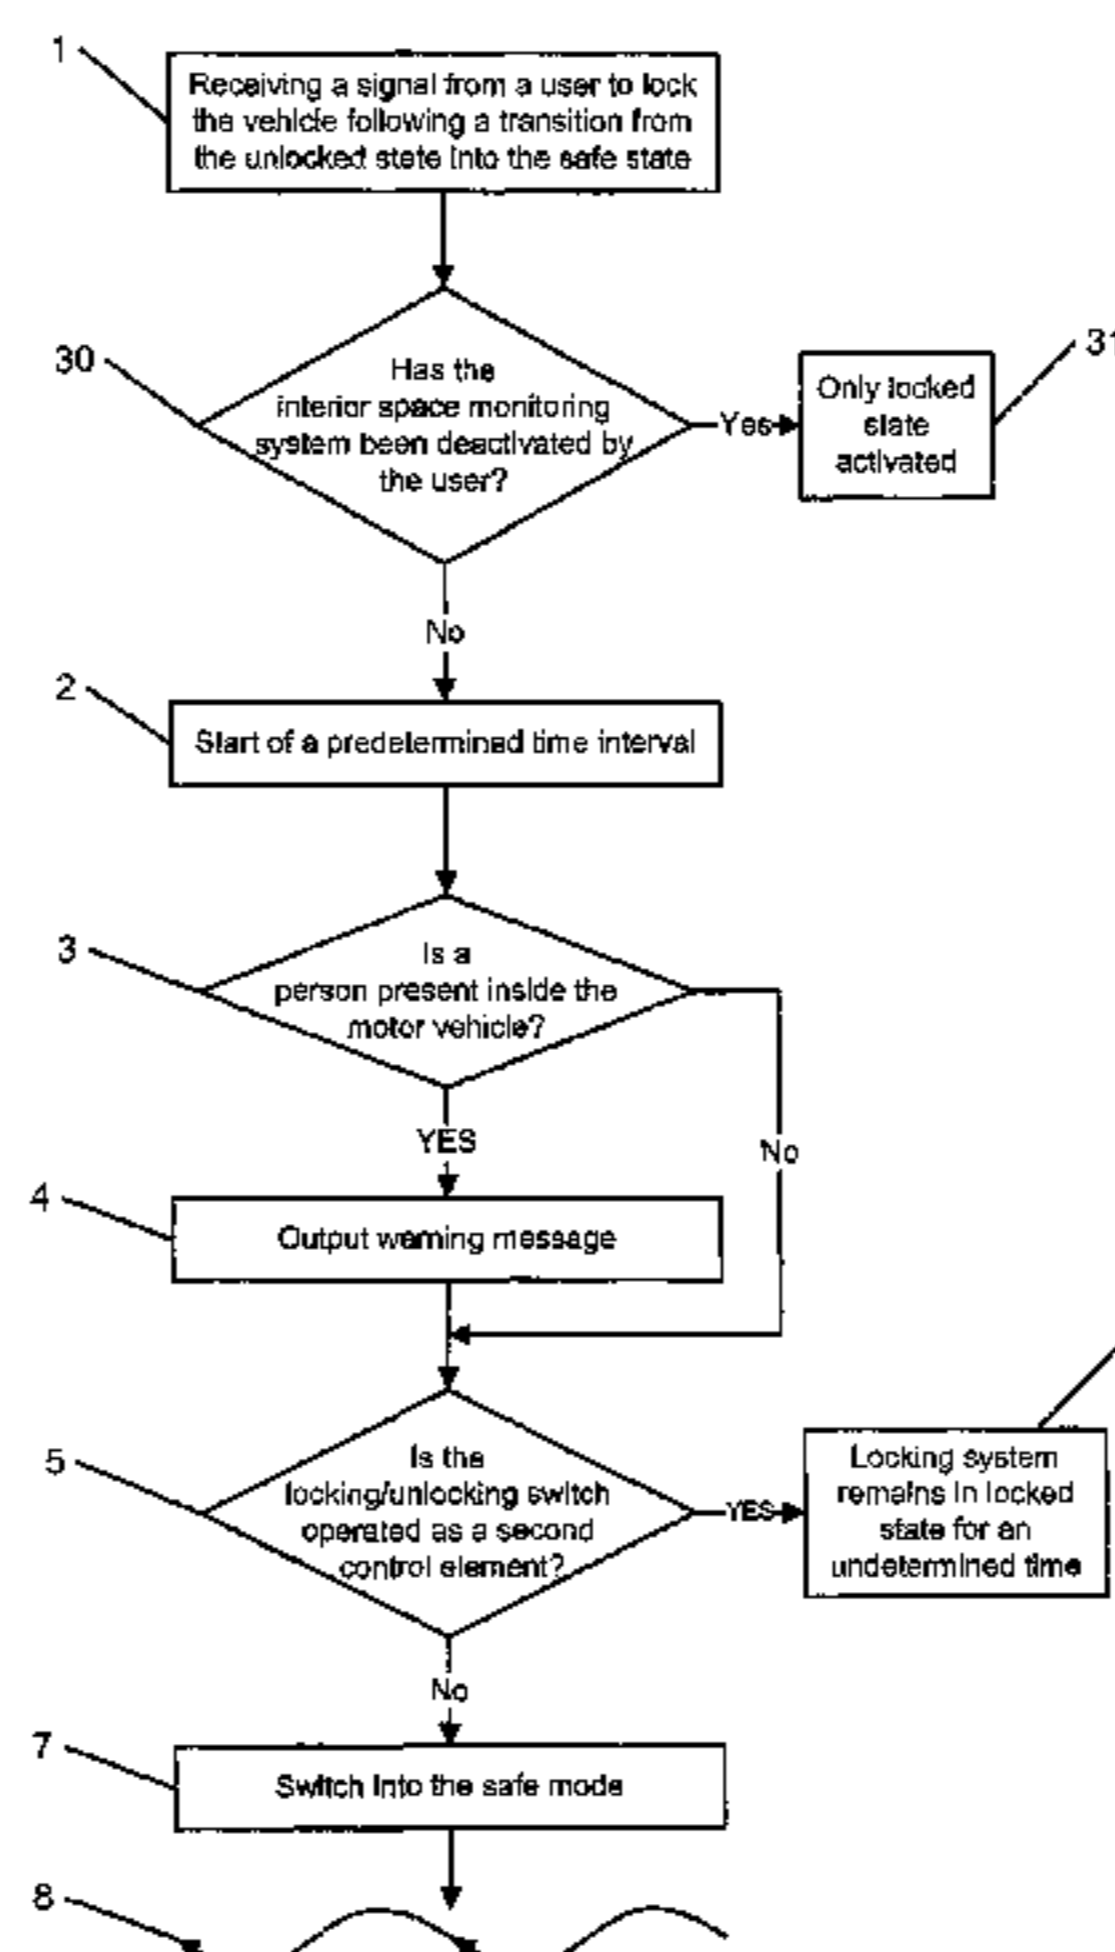 1
Receiving a signal from a user to lock
the vehicle following a transition from
the unlocked state into the safe state
30
Has the
interior space monitoring
system been deactivated by
the user?
Yes
31
Only locked
state
activated
No
2
Start of a predetermined time interval
3
Is a
person present inside the
motor vehicle?
YES
No
4
Output warning message
5
Is the
locking/unlocking switch
operated as a second
control element?
YES
Locking system
remains in locked
state for an
undetermined time
No
7
Switch into the safe mode
8